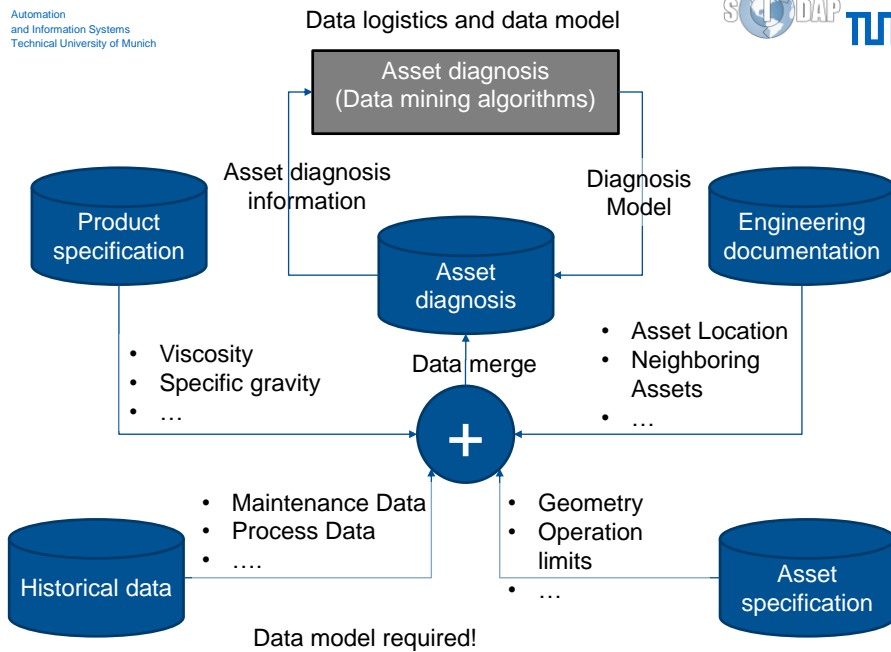 Automation
and Information Systems
Technical University of Munich
Data logistics and data model
Asset diagnosis
(Data mining algorithms)
Asset diagnosis
information
Diagnosis
Model
Product
specification
Engineering
documentation
Asset
diagnosis
• Viscosity
• Specific gravity
• …
Data merge
• Asset Location
• Neighboring
Assets
• …
+
• Maintenance Data
• Process Data
• ….
• Geometry
• Operation
limits
• …
Historical data
Asset
specification
Data model required!